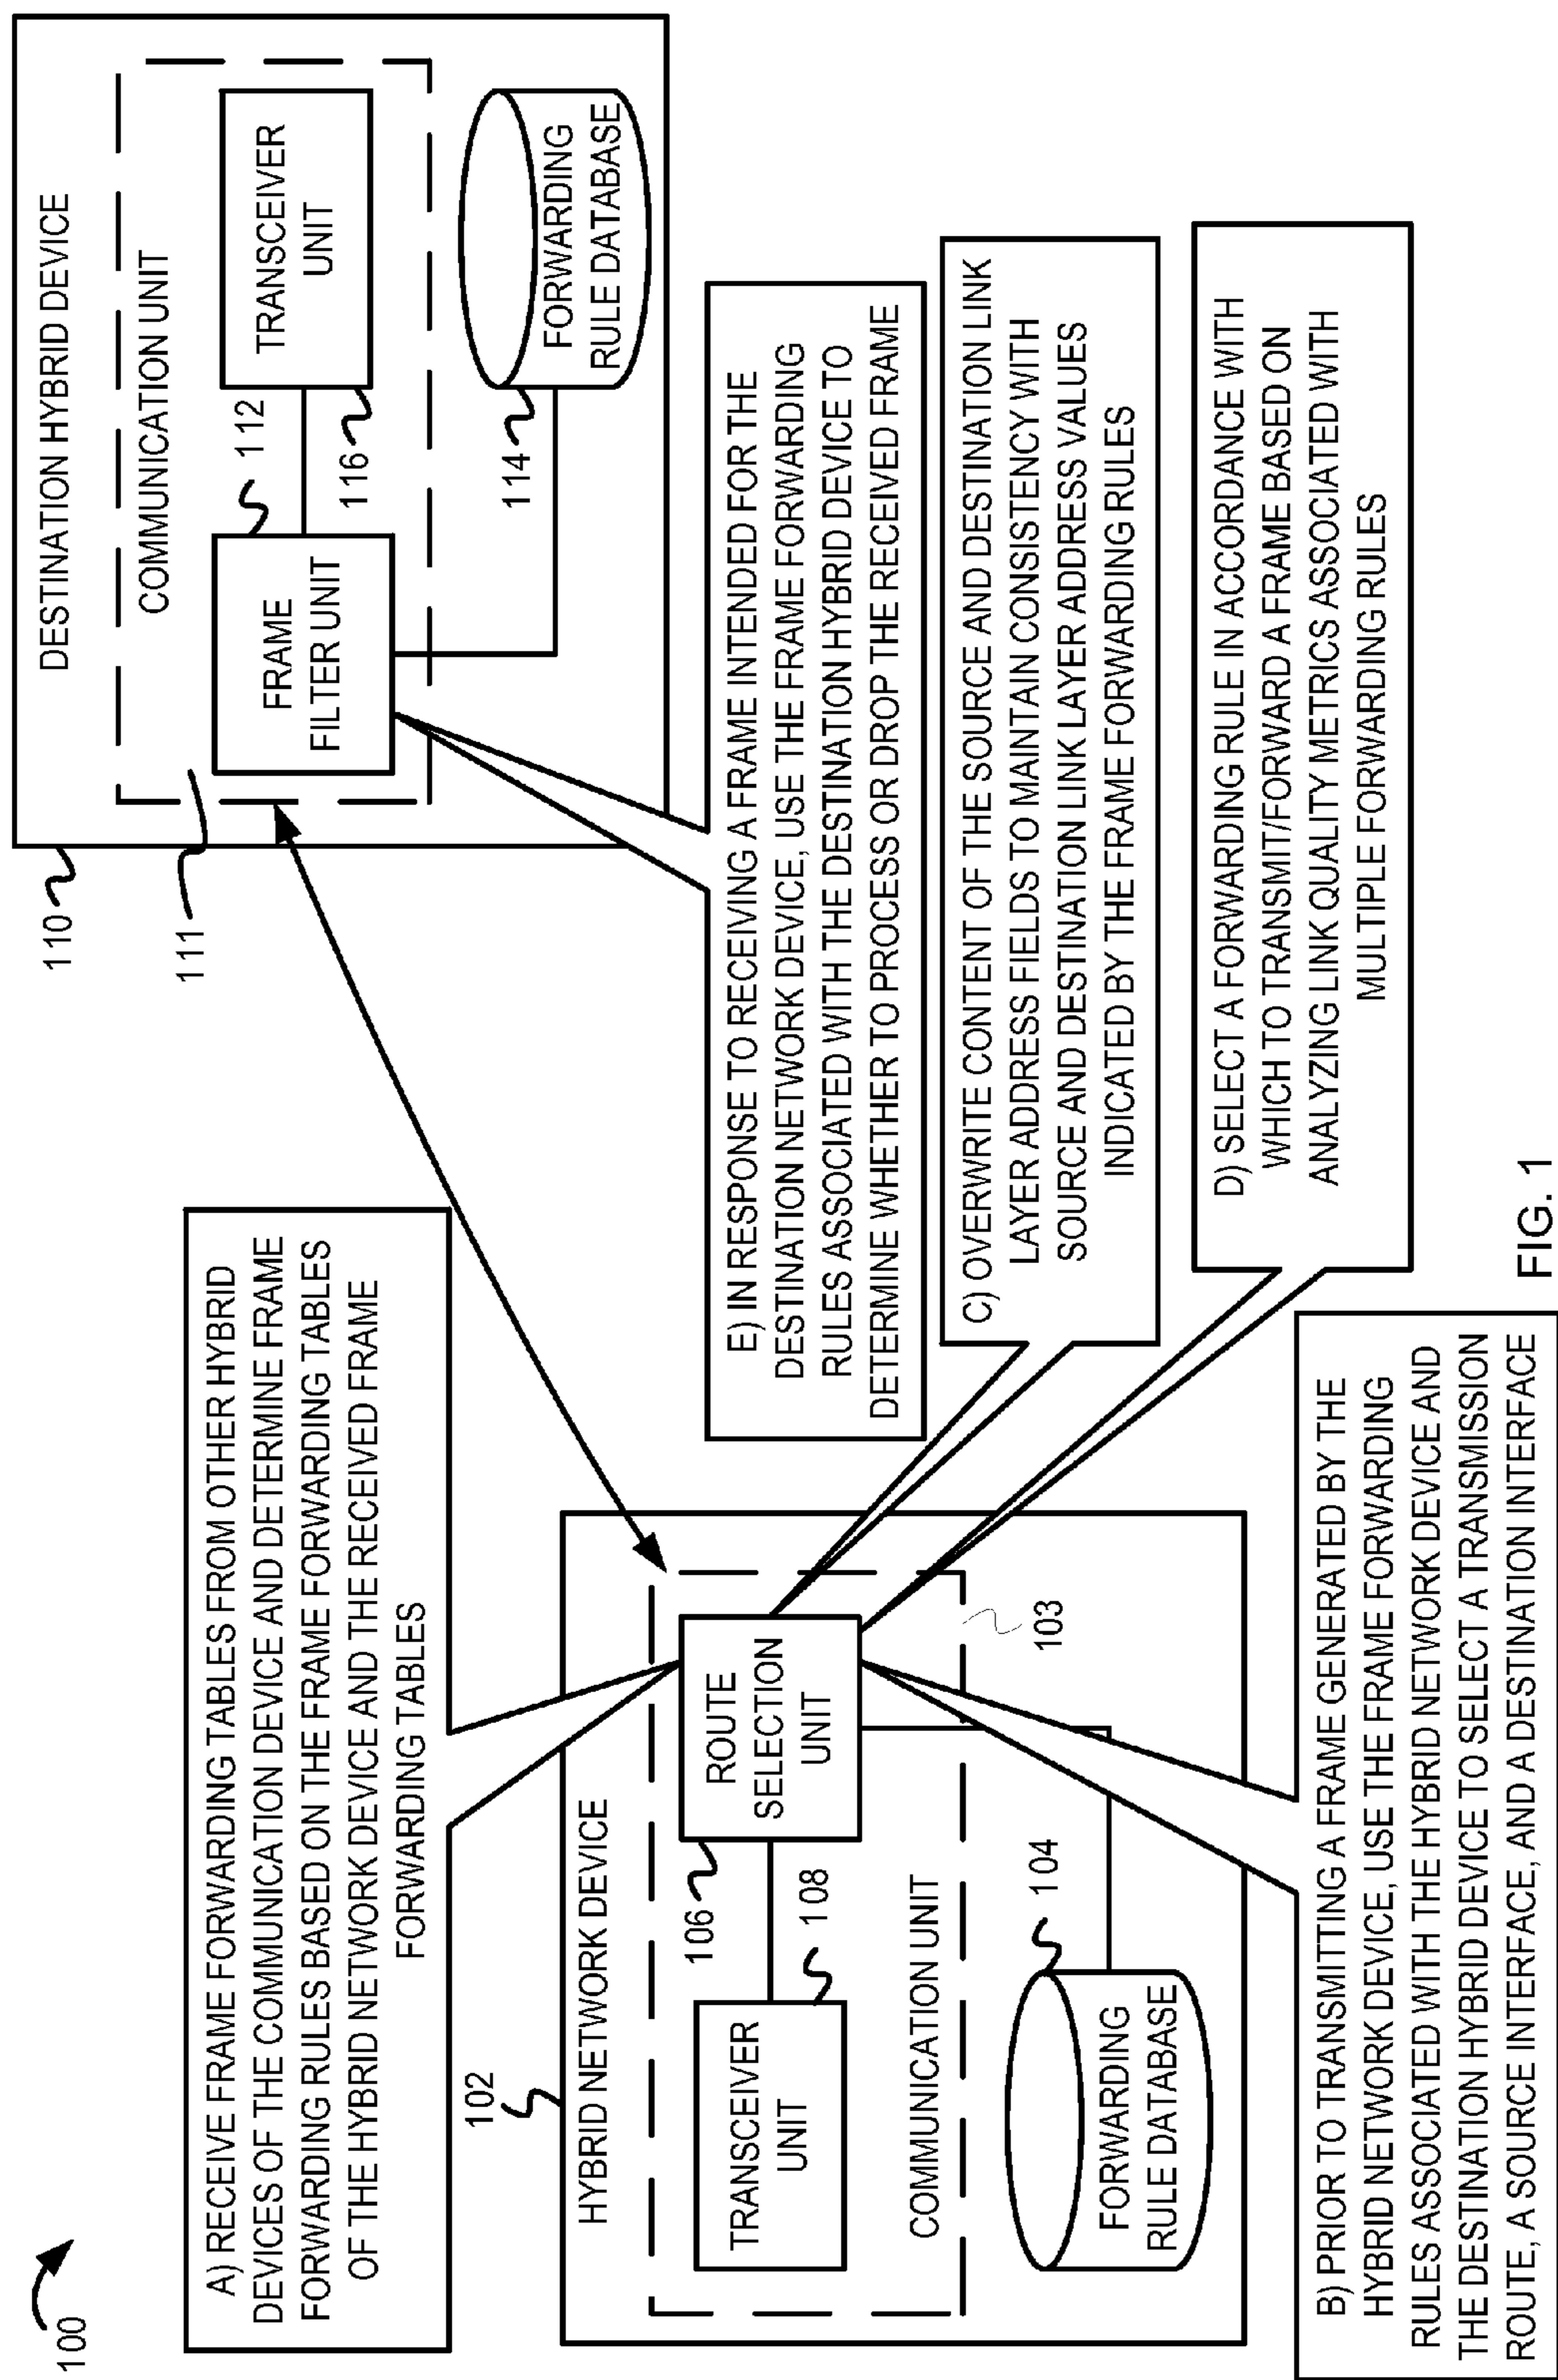 100
A) RECEIVE FRAME FORWARDING TABLES FROM OTHER HYBRID
DEVICES OF THE COMMUNICATION DEVICE AND DETERMINE FRAME
FORWARDING RULES BASED ON THE FRAME FORWARDING TABLES
OF THE HYBRID NETWORK DEVICE AND THE RECEIVED FRAME
FORWARDING TABLES
102
HYBRID NETWORK DEVICE
TRANSCEIVER
UNIT
108
106
ROUTE
SELECTION
UNIT
COMMUNICATION UNIT
103
104
FORWARDING
RULE DATABASE
B) PRIOR TO TRANSMITTING A FRAME GENERATED BY THE
HYBRID NETWORK DEVICE, USE THE FRAME FORWARDING
RULES ASSOCIATED WITH THE HYBRID NETWORK DEVICE AND
THE DESTINATION HYBRID DEVICE TO SELECT A TRANSMISSION
ROUTE, A SOURCE INTERFACE, AND A DESTINATION INTERFACE
110
111
DESTINATION HYBRID DEVICE
COMMUNICATION UNIT
FRAME
FILTER UNIT
112
TRANSCEIVER
UNIT
116
114
FORWARDING
RULE DATABASE
E) IN RESPONSE TO RECEIVING A FRAME INTENDED FOR THE
DESTINATION NETWORK DEVICE, USE THE FRAME FORWARDING
RULES ASSOCIATED WITH THE DESTINATION HYBRID DEVICE TO
DETERMINE WHETHER TO PROCESS OR DROP THE RECEIVED FRAME
C) OVERWRITE CONTENT OF THE SOURCE AND DESTINATION LINK
LAYER ADDRESS FIELDS TO MAINTAIN CONSISTENCY WITH
SOURCE AND DESTINATION LINK LAYER ADDRESS VALUES
INDICATED BY THE FRAME FORWARDING RULES
D) SELECT A FORWARDING RULE IN ACCORDANCE WITH
WHICH TO TRANSMIT/FORWARD A FRAME BASED ON
ANALYZING LINK QUALITY METRICS ASSOCIATED WITH
MULTIPLE FORWARDING RULES
FIG. 1